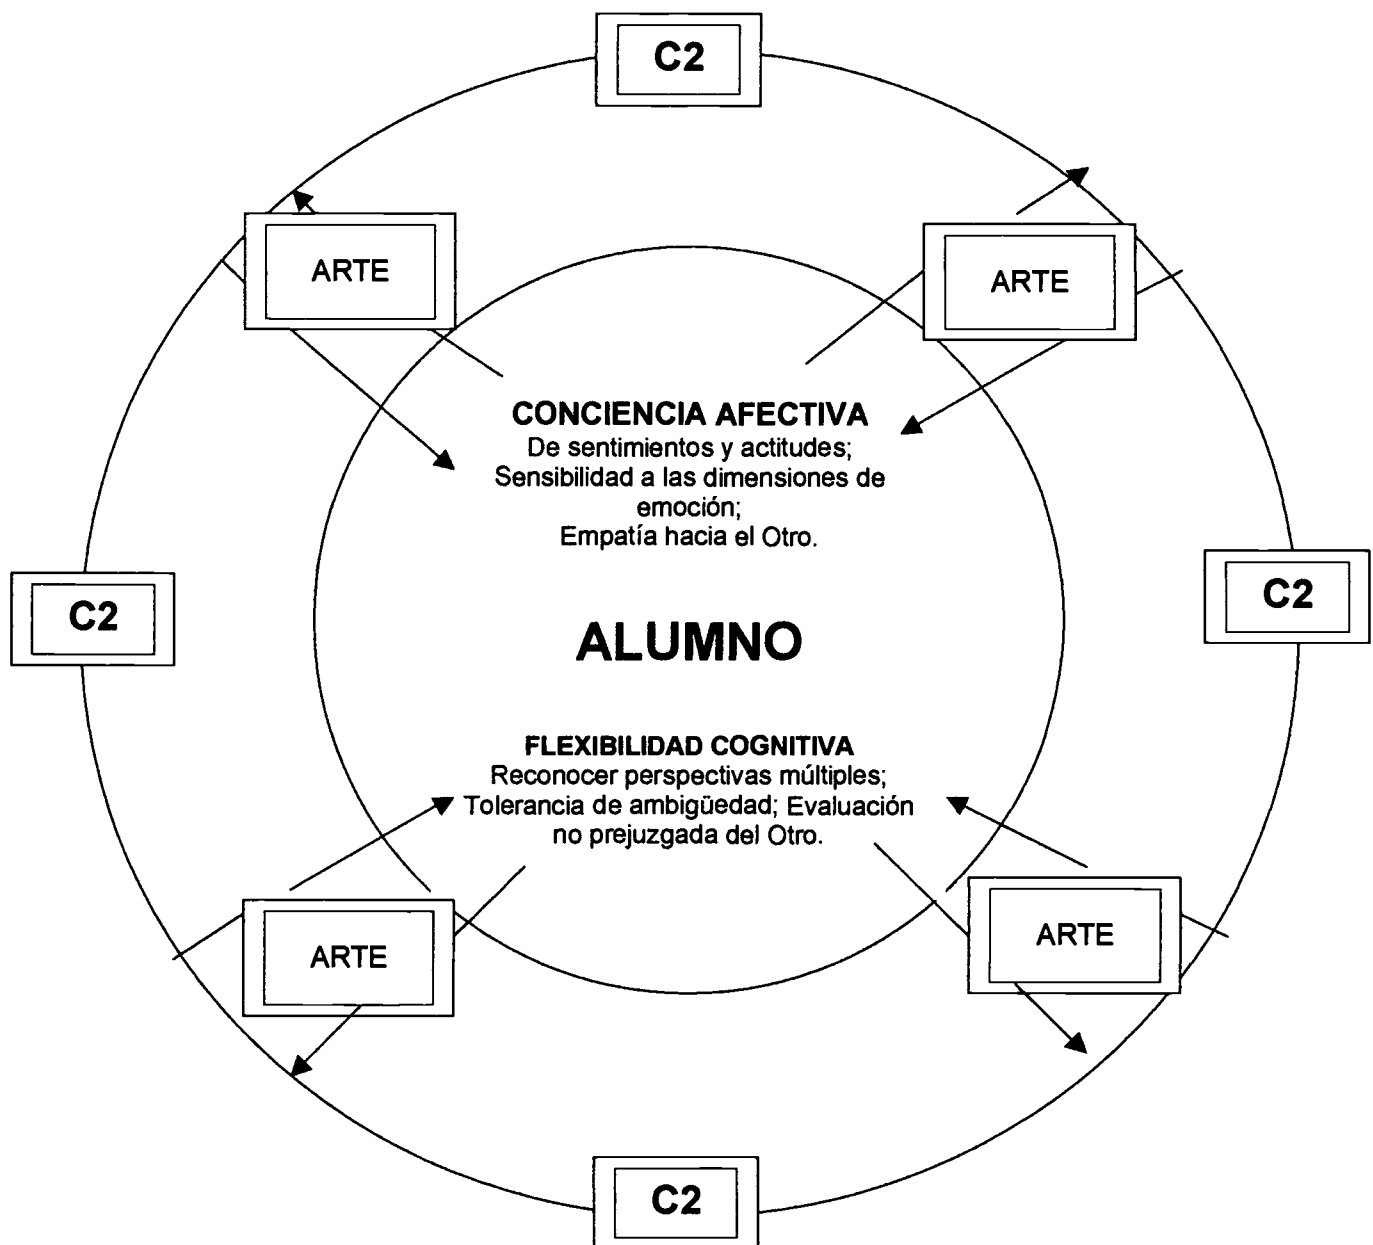 C2
ARTE
ARTE
CONCIENCIA AFECTIVA
De sentimientos y actitudes;
Sensibilidad a las dimensiones de
emoción;
Empatía hacia el Otro.
C2
C2
ALUMNO
FLEXIBILIDAD COGNITIVA
Reconocer perspectivas múltiples;
Tolerancia de ambigüedad; Evaluación
no prejuzgada del Otro.
ARTE
ARTE
C2